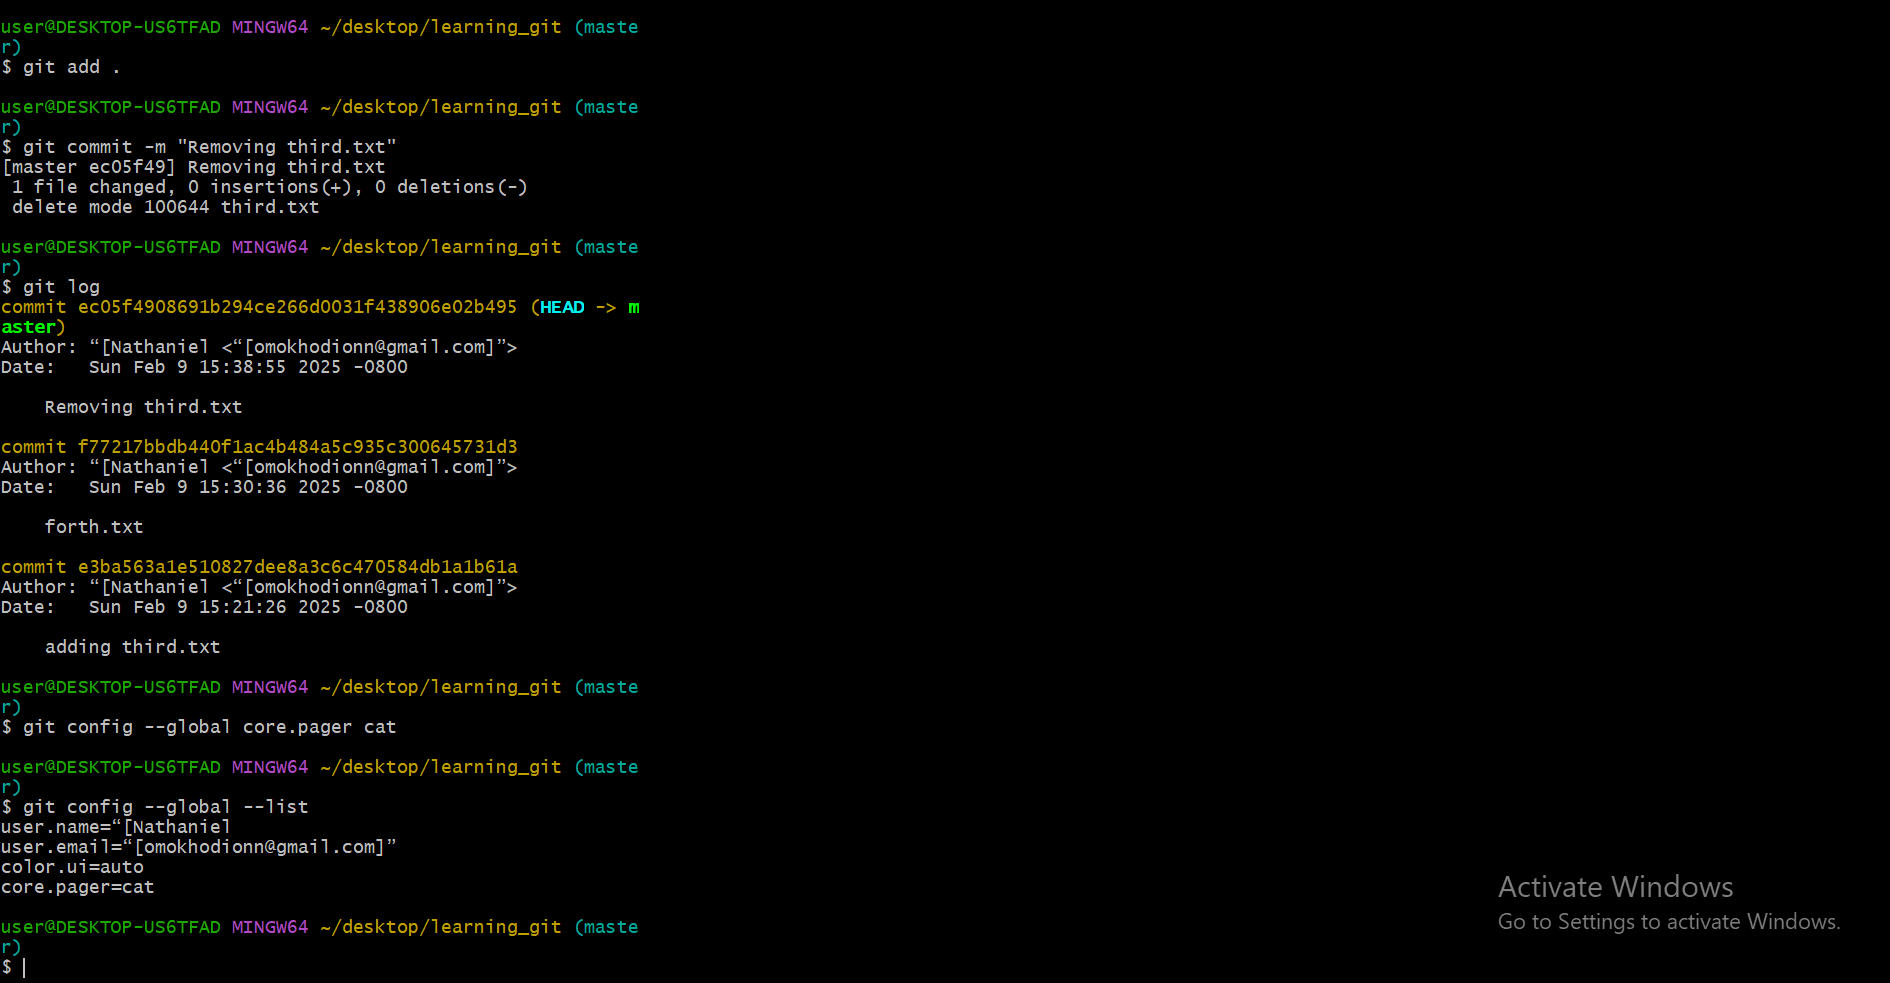 user@DESKTOP-US6TFAD MINGW64 ~/desktop/learning_git (maste
r)
$ git add .
user@DESKTOP-US6TFAD MINGW64 ~/desktop/learning_git (maste
r)
$ git commit -m "Removing third.txt"
[master ec05f49] Removing third.txt
 1 file changed, 0 insertions(+), 0 deletions(-)
 delete mode 100644 third.txt
user@DESKTOP-US6TFAD MINGW64 ~/desktop/learning_git (maste
r)
$ git log
commit ec05f4908691b294ce266d0031f438906e02b495 (HEAD -> m
aster)
Author: “[Nathaniel <“[omokhodionn@gmail.com]”>
Date:   Sun Feb 9 15:38:55 2025 -0800
    Removing third.txt
commit f77217bbdb440f1ac4b484a5c935c300645731d3
Author: “[Nathaniel <“[omokhodionn@gmail.com]”>
Date:   Sun Feb 9 15:30:36 2025 -0800
    forth.txt
commit e3ba563a1e510827dee8a3c6c470584db1a1b61a
Author: “[Nathaniel <“[omokhodionn@gmail.com]”>
Date:   Sun Feb 9 15:21:26 2025 -0800
    adding third.txt
user@DESKTOP-US6TFAD MINGW64 ~/desktop/learning_git (maste
r)
$ git config --global core.pager cat
user@DESKTOP-US6TFAD MINGW64 ~/desktop/learning_git (maste
r)
$ git config --global --list
user.name=“[Nathaniel
user.email=“[omokhodionn@gmail.com]”
color.ui=auto
core.pager=cat
user@DESKTOP-US6TFAD MINGW64 ~/desktop/learning_git (maste
r)
$
Activate Windows
Go to Settings to activate Windows.